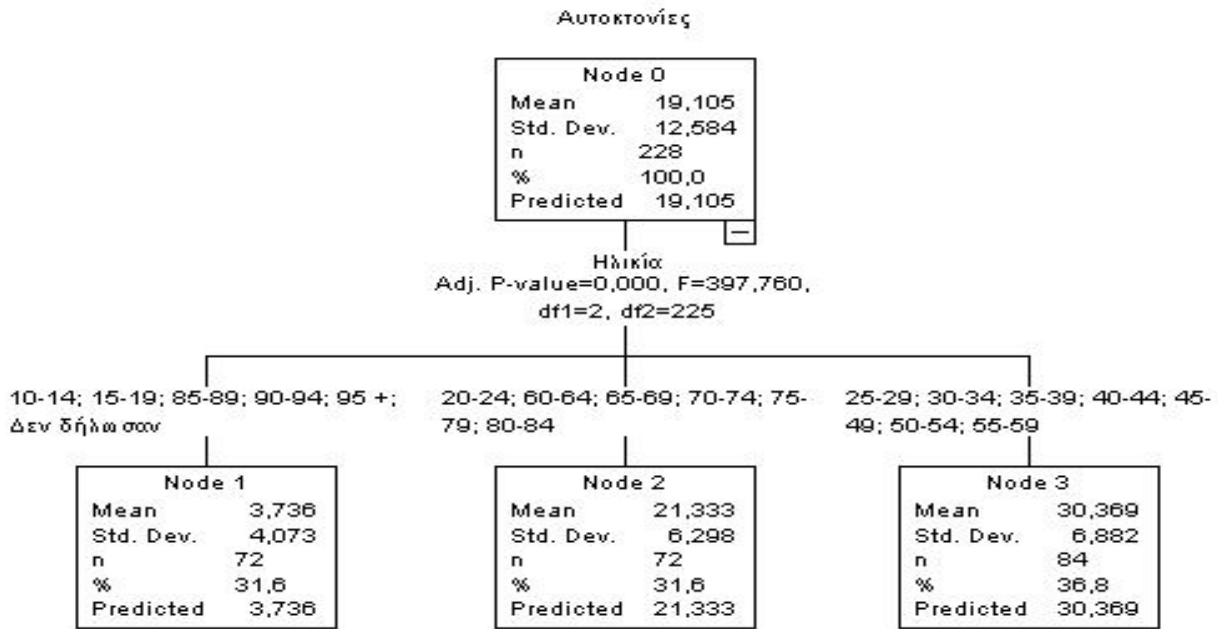 Αυτοκτονίες
Node 0
Mean 19,105
Std. Dev. 12,584
n 228
% 100,0
Predicted 19,105
Ηλικία
Adj. P-value=0,000, F=397,760,
df1=2, df2=225
10-14; 15-19; 85-89; 90-94; 95 +;
Δεν δήλωσαν
Node 1
Mean 3,736
Std. Dev. 4,073
n 72
% 31,6
Predicted 3,736
20-24; 60-64; 65-69; 70-74; 75-
79; 80-84
Node 2
Mean 21,333
Std. Dev. 6,298
n 72
% 31,6
Predicted 21,333
25-29; 30-34; 35-39; 40-44; 45-
49; 50-54; 55-59
Node 3
Mean 30,369
Std. Dev. 6,882
n 84
% 36,8
Predicted 30,369